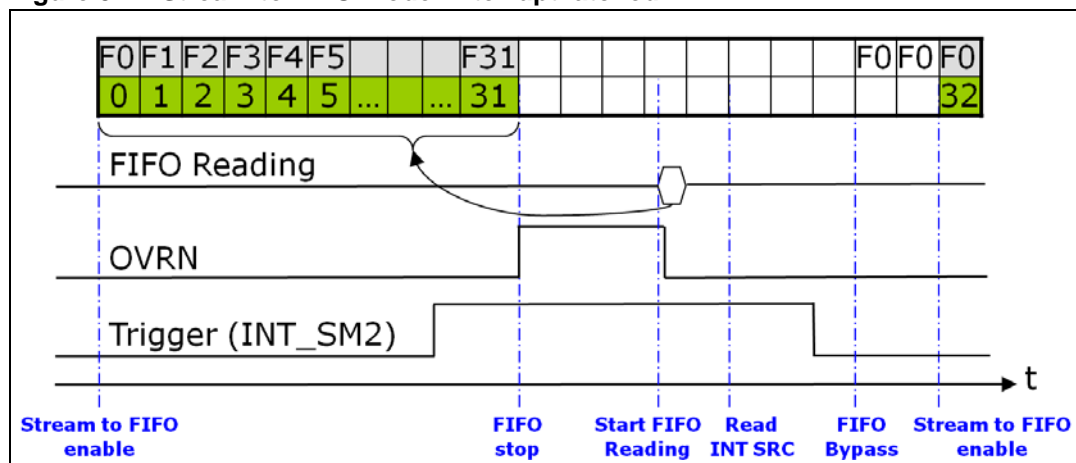 F0 F1 F2 F3 F4 F5 F31 F0 F0 F0
0 1 2 3 4 5 ... ... 31 32
FIFO Reading
OVRN
Trigger (INT_SM2)
t
Stream to FIFO enable
FIFO stop
Start FIFO Reading
Read INT SRC
FIFO Bypass
Stream to FIFO enable